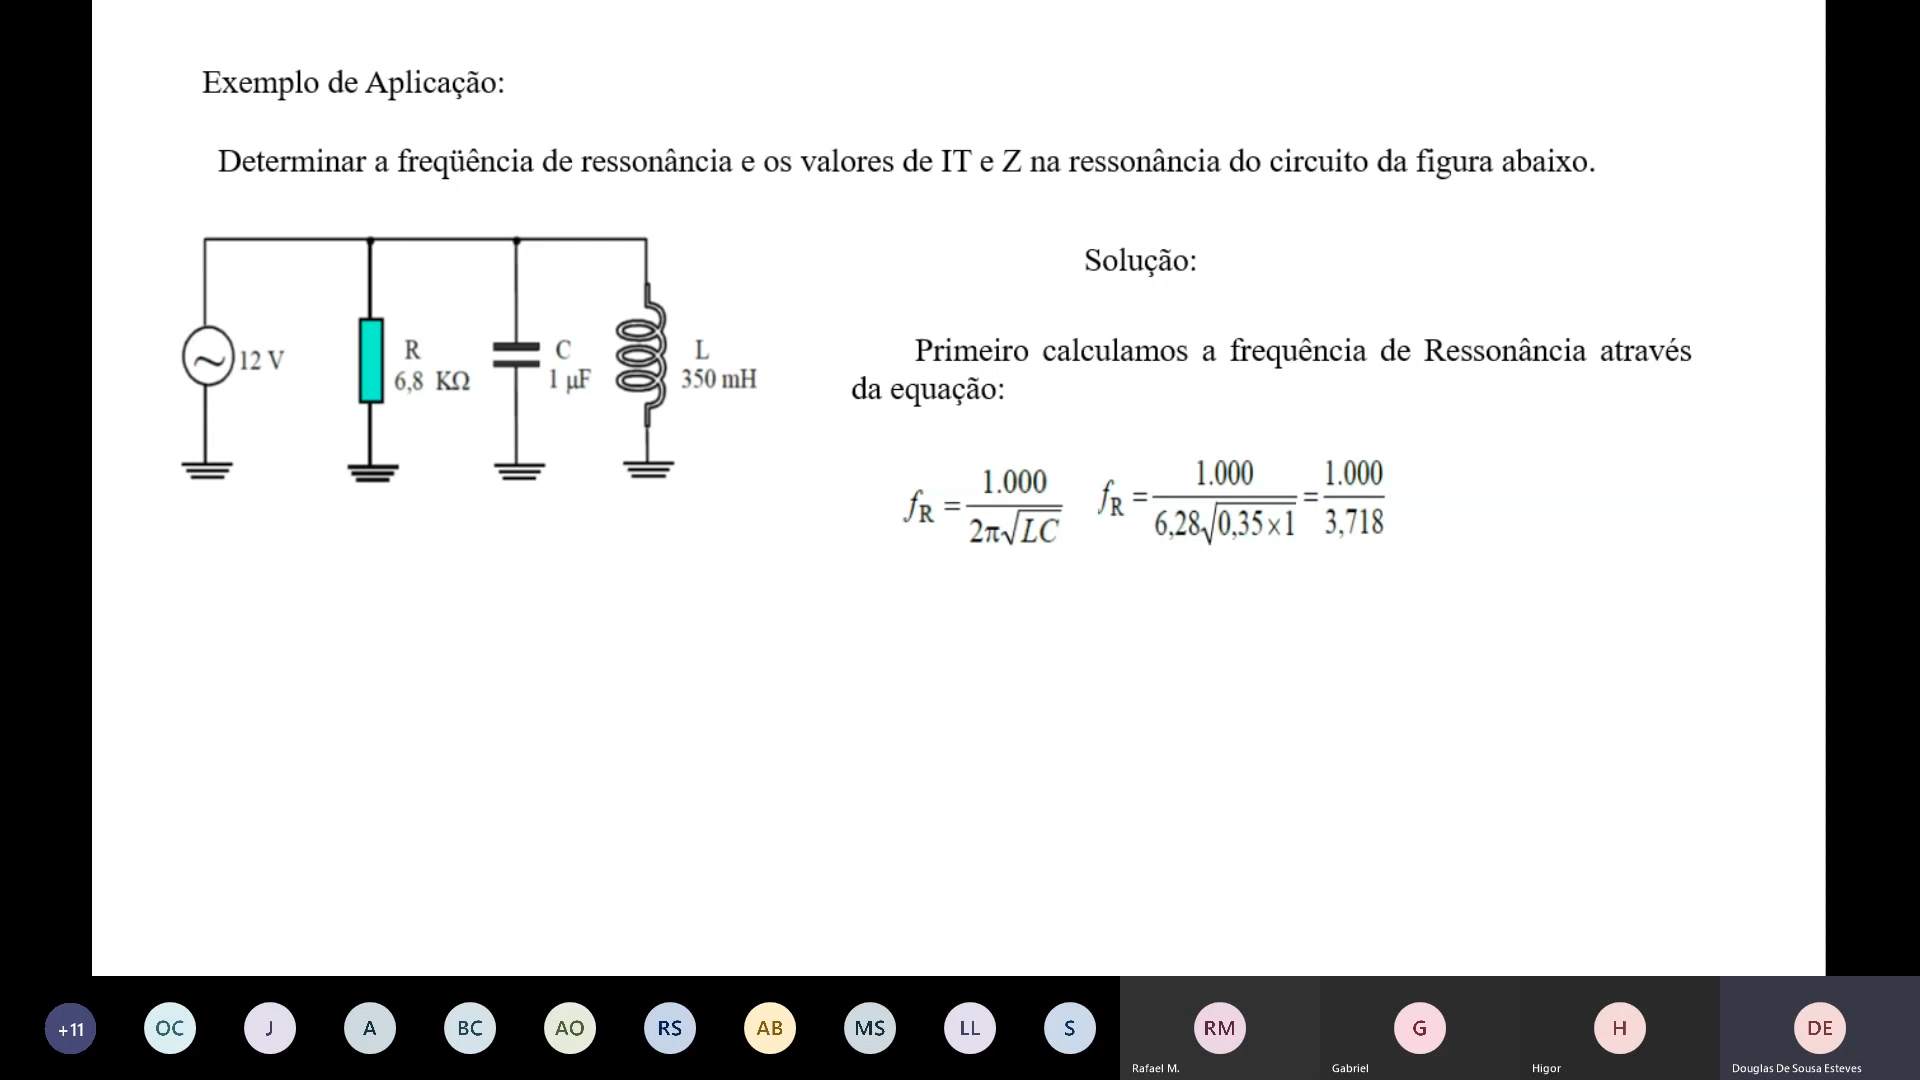 Exemplo de Aplicação:
Determinar a freqüência de ressonância e os valores de IT e Z na ressonância do circuito da figura abaixo.
12 V
R
6,8 KΩ
C
1 µF
L
350 mH
Solução:
Primeiro calculamos a frequência de Ressonância através
da equação:
fR = 1.000 / 2π√LC fR = 1.000 / 6,28√0,35×1 = 1.000 / 3,718
+11
OC
J
A
BC
AO
RS
AB
MS
LL
S
RM
G
H
DE
Rafael M.
Gabriel
Higor
Douglas De Sousa Esteves